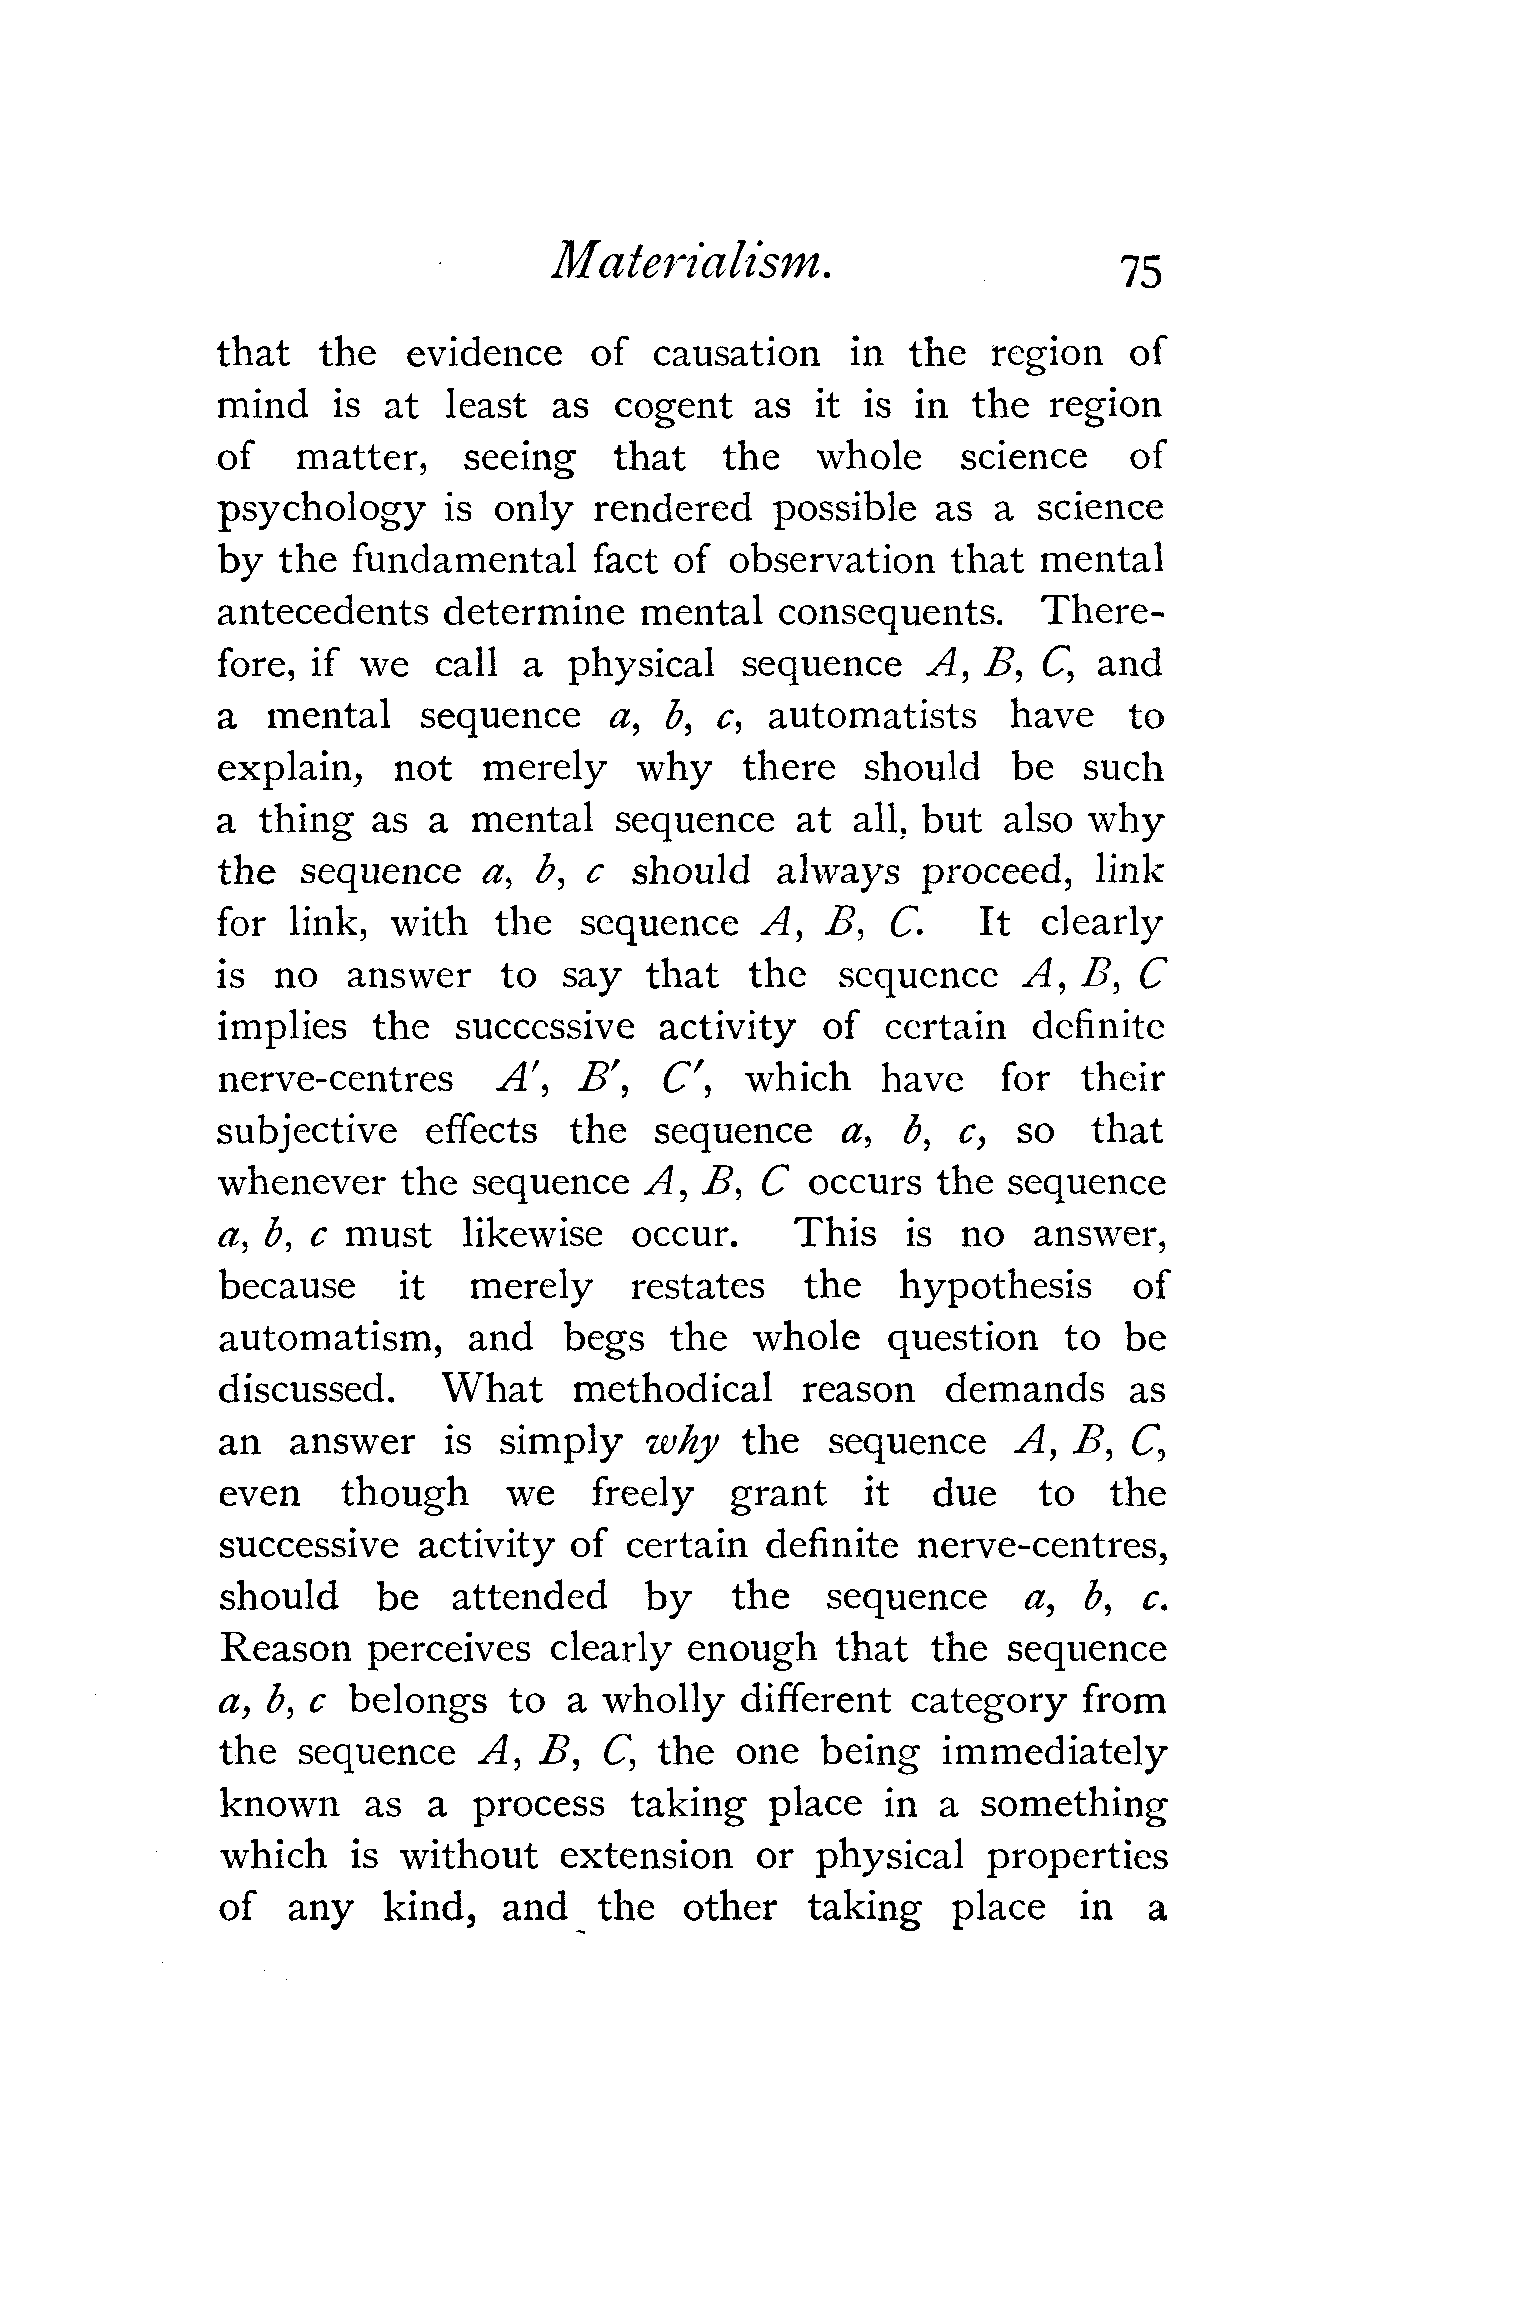 Materialism. 75
that the evidence of causation in the region of
mind is at least as cogent as it is in the region
of matter, seeing that the whole science of
psychology is only rendered possible as a science
by the fundamental fact of observation that mental
antecedents determine mental consequents. There-
fore, if we call a physical sequence A, B, C, and
a mental sequence a, b, c, automatists have to
explain, not merely why there should be such
a thing as a mental sequence at all, but also why
the sequence a, b, c should always proceed, link
for link, with the sequence A, B, C. It clearly
is no answer to say that the sequence A, B, C
implies the successive activity of certain definite
nerve-centres A′, B′, C′, which have for their
subjective effects the sequence a, b, c, so that
whenever the sequence A, B, C occurs the sequence
a, b, c must likewise occur. This is no answer,
because it merely restates the hypothesis of
automatism, and begs the whole question to be
discussed. What methodical reason demands as
an answer is simply why the sequence A, B, C,
even though we freely grant it due to the
successive activity of certain definite nerve-centres,
should be attended by the sequence a, b, c.
Reason perceives clearly enough that the sequence
a, b, c belongs to a wholly different category from
the sequence A, B, C, the one being immediately
known as a process taking place in a something
which is without extension or physical properties
of any kind, and the other taking place in a